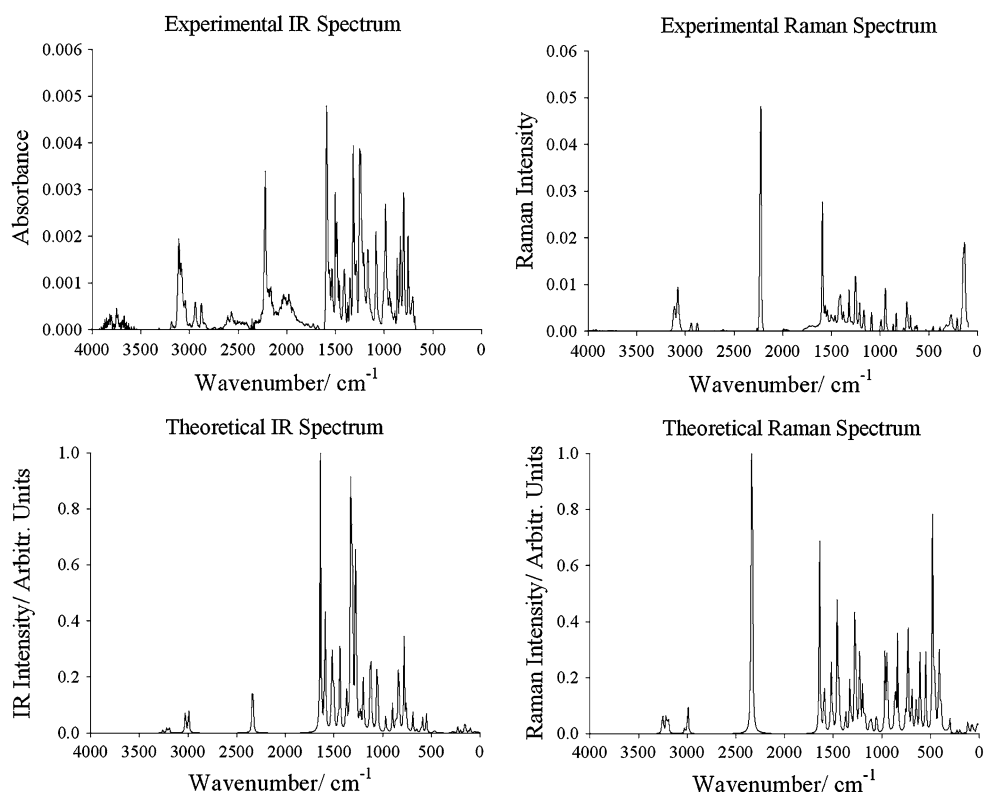 Experimental IR Spectrum
0.006
0.005
0.004
0.003
0.002
0.001
0.000
Absorbance
4000 3500 3000 2500 2000 1500 1000 500 0
Wavenumber/ cm-1
Experimental Raman Spectrum
0.06
0.05
0.04
0.03
0.02
0.01
0.00
Raman Intensity
4000 3500 3000 2500 2000 1500 1000 500 0
Wavenumber/ cm-1
Theoretical IR Spectrum
1.0
0.8
0.6
0.4
0.2
0.0
IR Intensity/ Arbitr. Units
4000 3500 3000 2500 2000 1500 1000 500 0
Wavenumber/ cm-1
Theoretical Raman Spectrum
1.0
0.8
0.6
0.4
0.2
0.0
Raman Intensity/ Arbitr. Units
4000 3500 3000 2500 2000 1500 1000 500 0
Wavenumber/ cm-1